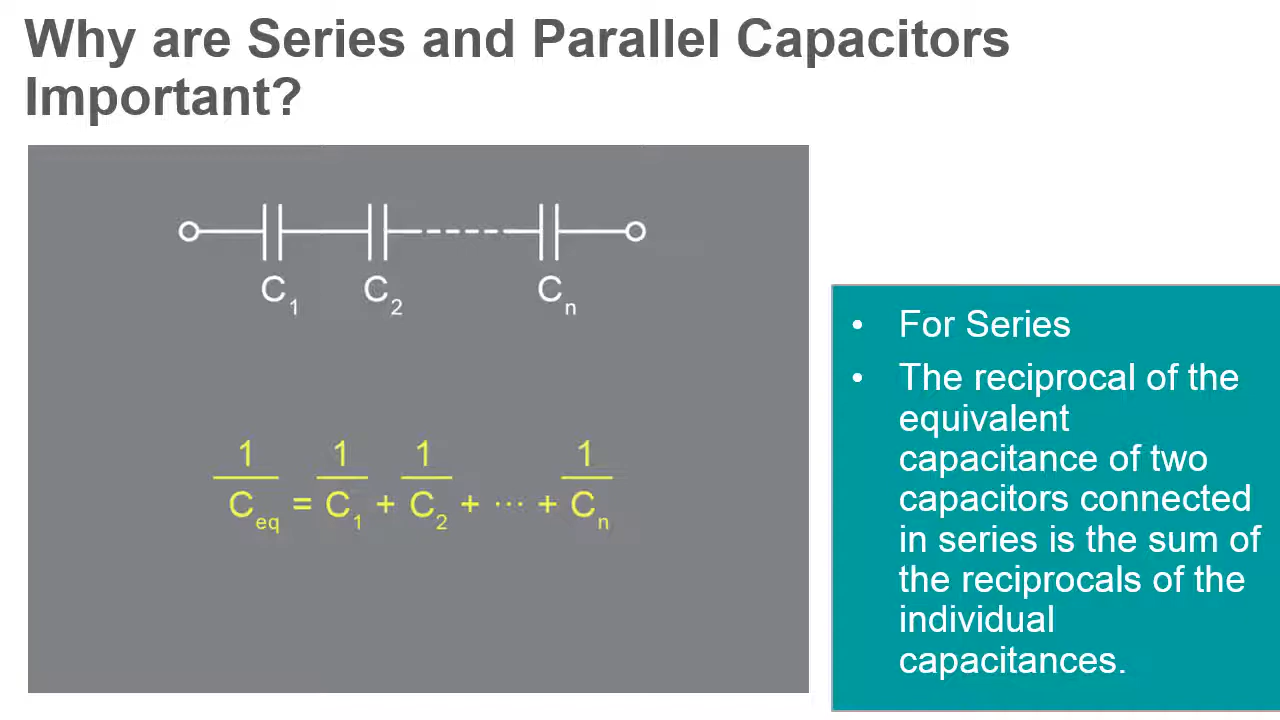 Why are Series and Parallel Capacitors
Important?
C1 C2 Cn
1/Ceq = 1/C1 + 1/C2 + ··· + 1/Cn
• For Series
• The reciprocal of the
equivalent
capacitance of two
capacitors connected
in series is the sum of
the reciprocals of the
individual
capacitances.